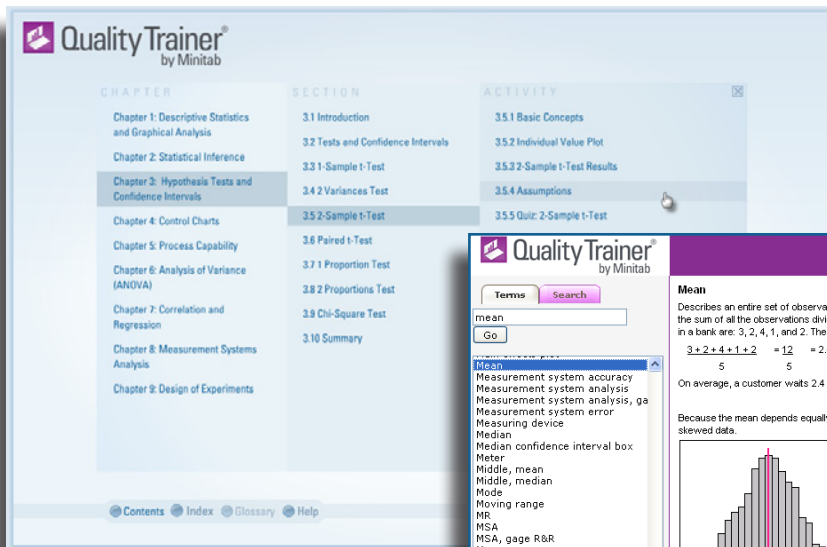 Quality Trainer®
by Minitab
CHAPTER
Chapter 1: Descriptive Statistics
and Graphical Analysis
Chapter 2: Statistical Inference
Chapter 3: Hypothesis Tests and
Confidence Intervals
Chapter 4: Control Charts
Chapter 5: Process Capability
Chapter 6: Analysis of Variance
(ANOVA)
Chapter 7: Correlation and
Regression
Chapter 8: Measurement Systems
Analysis
Chapter 9: Design of Experiments
SECTION
3.1 Introduction
3.2 Tests and Confidence Intervals
3.3 1-Sample t-Test
3.4 2 Variances Test
3.5 2-Sample t-Test
3.6 Paired t-Test
3.7 1 Proportion Test
3.8 2 Proportions Test
3.9 Chi-Square Test
3.10 Summary
ACTIVITY
3.5.1 Basic Concepts
3.5.2 Individual Value Plot
3.5.3 2-Sample t-Test Results
3.5.4 Assumptions
3.5.5 Quiz: 2-Sample t-Test
Contents Index Glossary Help
Quality Trainer®
by Minitab
Terms Search
mean
Go
Mean
Measurement system accuracy
Measurement system analysis
Measurement system analysis, ga
Measurement system error
Measuring device
Median
Median confidence interval box
Meter
Middle, mean
Middle, median
Mode
Moving range
MR
MSA
MSA, gage R&R
Mean
Describes an entire set of observa
the sum of all the observations divi
in a bank are: 3, 2, 4, 1, and 2. The
3 + 2 + 4 + 1 + 2 = 12 = 2.
5 5
On average, a customer waits 2.4
Because the mean depends equally
skewed data.